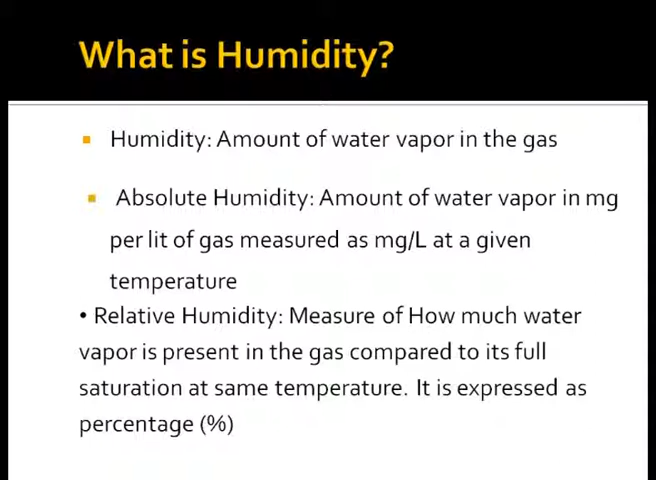 What is Humidity?
Humidity: Amount of water vapor in the gas
Absolute Humidity: Amount of water vapor in mg
per lit of gas measured as mg/L at a given
temperature
• Relative Humidity: Measure of How much water
vapor is present in the gas compared to its full
saturation at same temperature. It is expressed as
percentage (%)